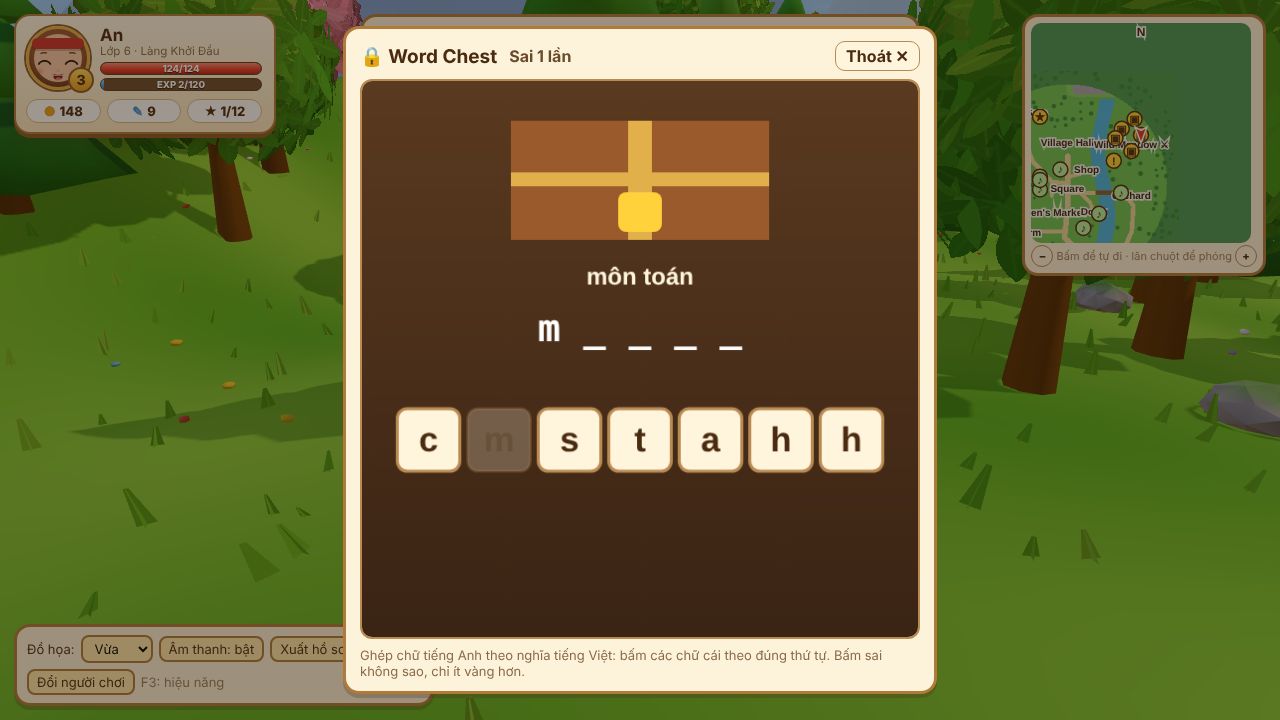 An
Lớp 6 · Làng Khởi Đầu
124/124
EXP 2/120
3
148
9
★ 1/12
🔒 Word Chest Sai 1 lần
Thoát ✕
môn toán
m _ _ _ _
c m s t a h h
Ghép chữ tiếng Anh theo nghĩa tiếng Việt: bấm các chữ cái theo đúng thứ tự. Bấm sai
không sao, chỉ ít vàng hơn.
N
Village Hall
Shop
Square
− Bấm để tự đi · lăn chuột để phóng +
Đồ họa: Vừa Âm thanh: bật Xuất hồ sơ
Đổi người chơi F3: hiệu năng